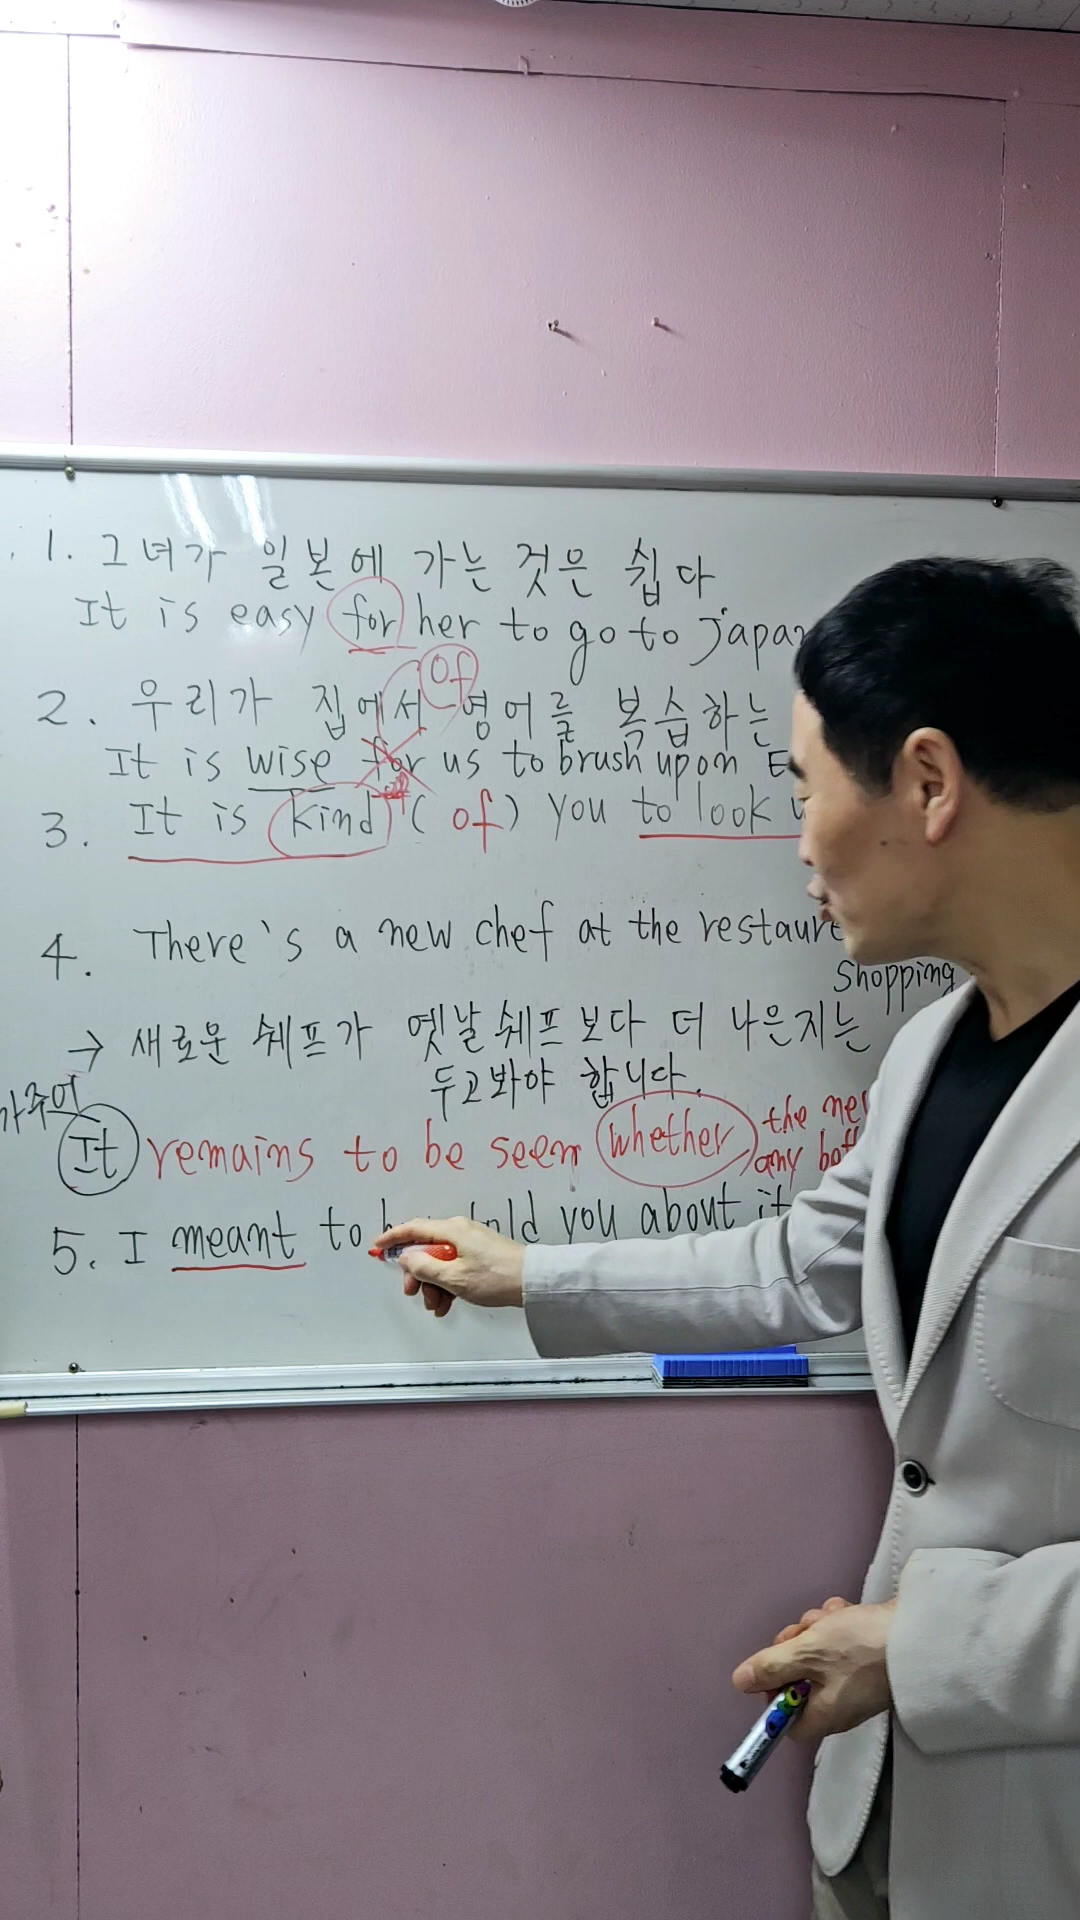 1. 그녀가 일본에 가는 것은 쉽다.
It is easy for her to go to Japan
of
2. 우리가 집에서 영어를 복습하는
It is wise for us to brush up on E
3. It is kind ( of ) you to look
4. There's a new chef at the restaura
Shopping
→ 새로운 쉐프가 옛날 쉐프보다 더 나은지는
두고봐야 합니다.
가주어
It remains to be seen whether the new
any bet
5. I meant to told you about it